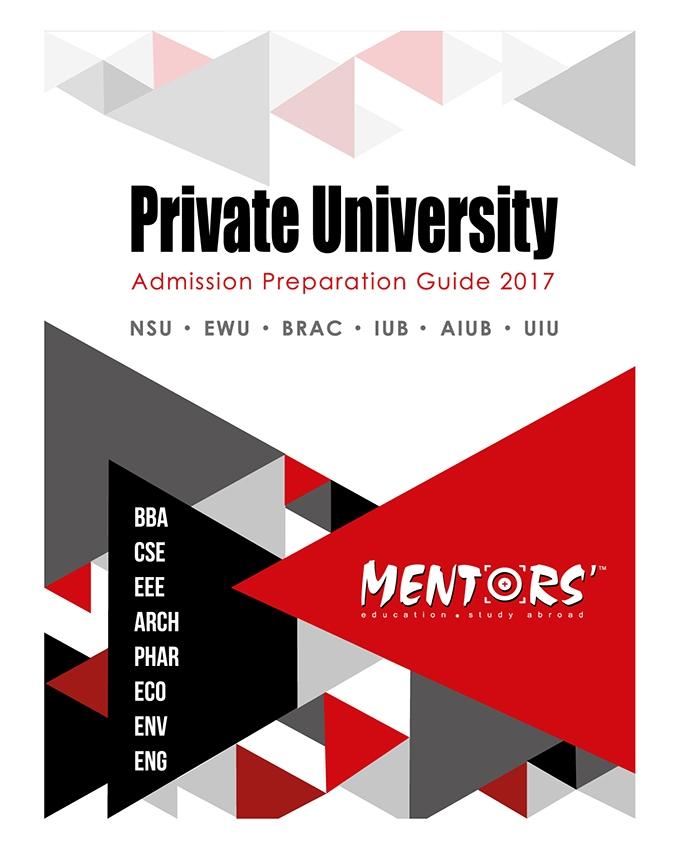 Private University
Admission Preparation Guide 2017
NSU • EWU • BRAC • IUB • AIUB • UIU
BBA
CSE
EEE
ARCH
PHAR
ECO
ENV
ENG
MENTORS'™
education • study abroad